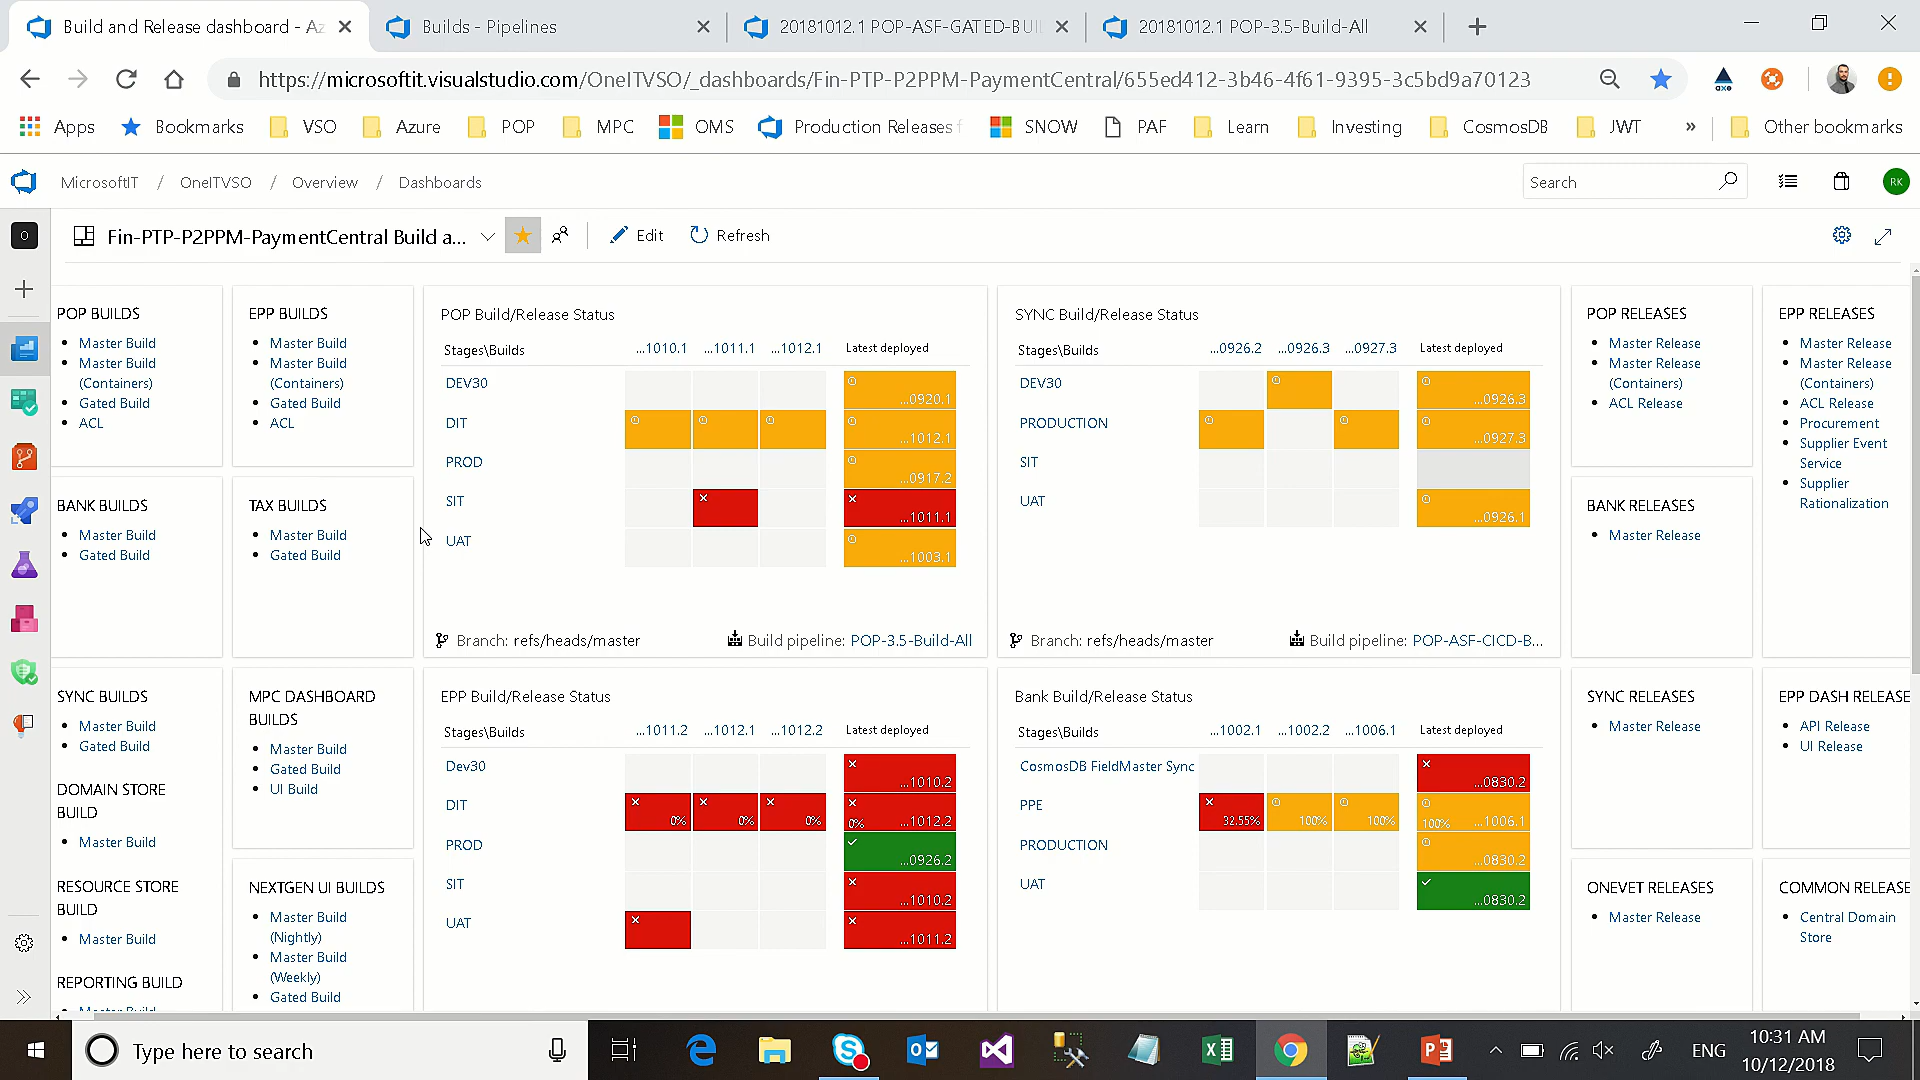 Build and Release dashboard - Az
Builds - Pipelines
20181012.1 POP-ASF-GATED-BUIL
20181012.1 POP-3.5-Build-All
https://microsoftit.visualstudio.com/OneITVSO/_dashboards/Fin-PTP-P2PPM-PaymentCentral/655ed412-3b46-4f61-9395-3c5bd9a70123
Apps
Bookmarks
VSO
Azure
POP
MPC
OMS
Production Releases f
SNOW
PAF
Learn
Investing
CosmosDB
JWT
»
Other bookmarks
MicrosoftIT / OneITVSO / Overview / Dashboards
Search
RK
O
Fin-PTP-P2PPM-PaymentCentral Build a...
Edit
Refresh
POP BUILDS
Master Build
Master Build
(Containers)
Gated Build
ACL
EPP BUILDS
Master Build
Master Build
(Containers)
Gated Build
ACL
POP Build/Release Status
Stages\Builds ...1010.1 ...1011.1 ...1012.1 Latest deployed
DEV30 ...0920.1
DIT ...1012.1
PROD ...0917.2
SIT ...1011.1
UAT ...1003.1
Branch: refs/heads/master
Build pipeline: POP-3.5-Build-All
SYNC Build/Release Status
Stages\Builds ...0926.2 ...0926.3 ...0927.3 Latest deployed
DEV30 ...0926.3
PRODUCTION ...0927.3
SIT
UAT ...0926.1
Branch: refs/heads/master
Build pipeline: POP-ASF-CICD-B...
POP RELEASES
Master Release
Master Release
(Containers)
ACL Release
EPP RELEASES
Master Release
Master Release
(Containers)
ACL Release
Procurement
Supplier Event
Service
Supplier
Rationalization
BANK BUILDS
Master Build
Gated Build
TAX BUILDS
Master Build
Gated Build
BANK RELEASES
Master Release
SYNC BUILDS
Master Build
Gated Build
DOMAIN STORE
BUILD
Master Build
RESOURCE STORE
BUILD
Master Build
REPORTING BUILD
Master Build
MPC DASHBOARD
BUILDS
Master Build
Gated Build
UI Build
NEXTGEN UI BUILDS
Master Build
(Nightly)
Master Build
(Weekly)
Gated Build
EPP Build/Release Status
Stages\Builds ...1011.2 ...1012.1 ...1012.2 Latest deployed
Dev30 ...1010.2
DIT 0% 0% 0% 0% ...1012.2
PROD ...0926.2
SIT ...1010.2
UAT ...1011.2
Bank Build/Release Status
Stages\Builds ...1002.1 ...1002.2 ...1006.1 Latest deployed
CosmosDB FieldMaster Sync ...0830.2
PPE 32.55% 100% 100% 100% ...1006.1
PRODUCTION ...0830.2
UAT ...0830.2
SYNC RELEASES
Master Release
EPP DASH RELEASE
API Release
UI Release
ONEVET RELEASES
Master Release
COMMON RELEASE
Central Domain
Store
Type here to search
ENG
10:31 AM
10/12/2018